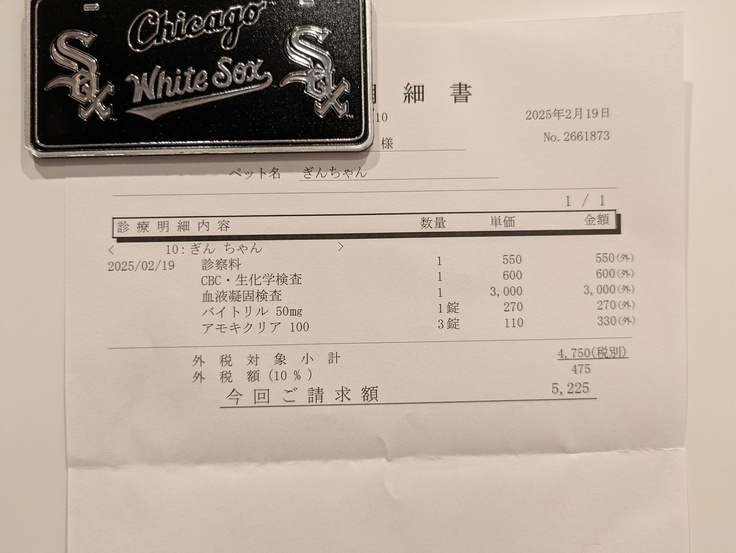 Chicago
White Sox
Sox
Sox
細 書
10
2025年2月19日
No.2661873
様
ペット名 ぎんちゃん
1 / 1
診療明細内容 数量 単価 金額
< 10:ぎん ちゃん >
2025/02/19 診察料 1 550 550(外)
CBC・生化学検査 1 600 600(外)
血液凝固検査 1 3,000 3,000(外)
バイトリル 50mg 1錠 270 270(外)
アモキクリア 100 3錠 110 330(外)
外税対象小計 4,750(税別)
外税額(10%) 475
今回ご請求額 5,225